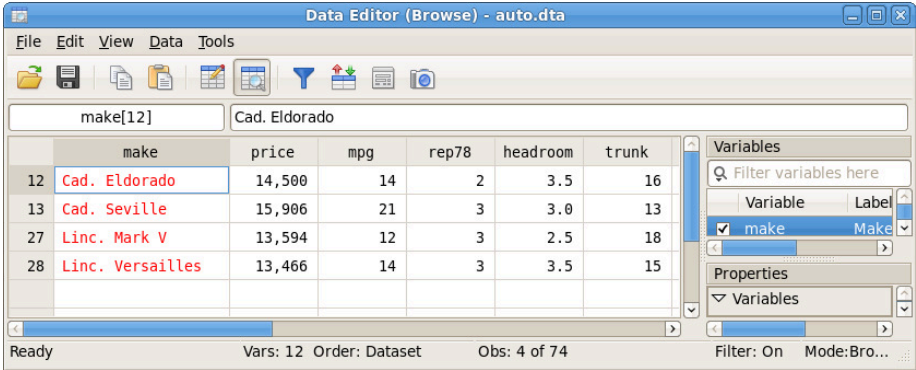 Data Editor (Browse) - auto.dta
File Edit View Data Tools
make[12] Cad. Eldorado
make price mpg rep78 headroom trunk
12 Cad. Eldorado 14,500 14 2 3.5 16
13 Cad. Seville 15,906 21 3 3.0 13
27 Linc. Mark V 13,594 12 3 2.5 18
28 Linc. Versailles 13,466 14 3 3.5 15
Variables
Filter variables here
Variable Label
make Make
Properties
Variables
Ready Vars: 12 Order: Dataset Obs: 4 of 74 Filter: On Mode:Bro...